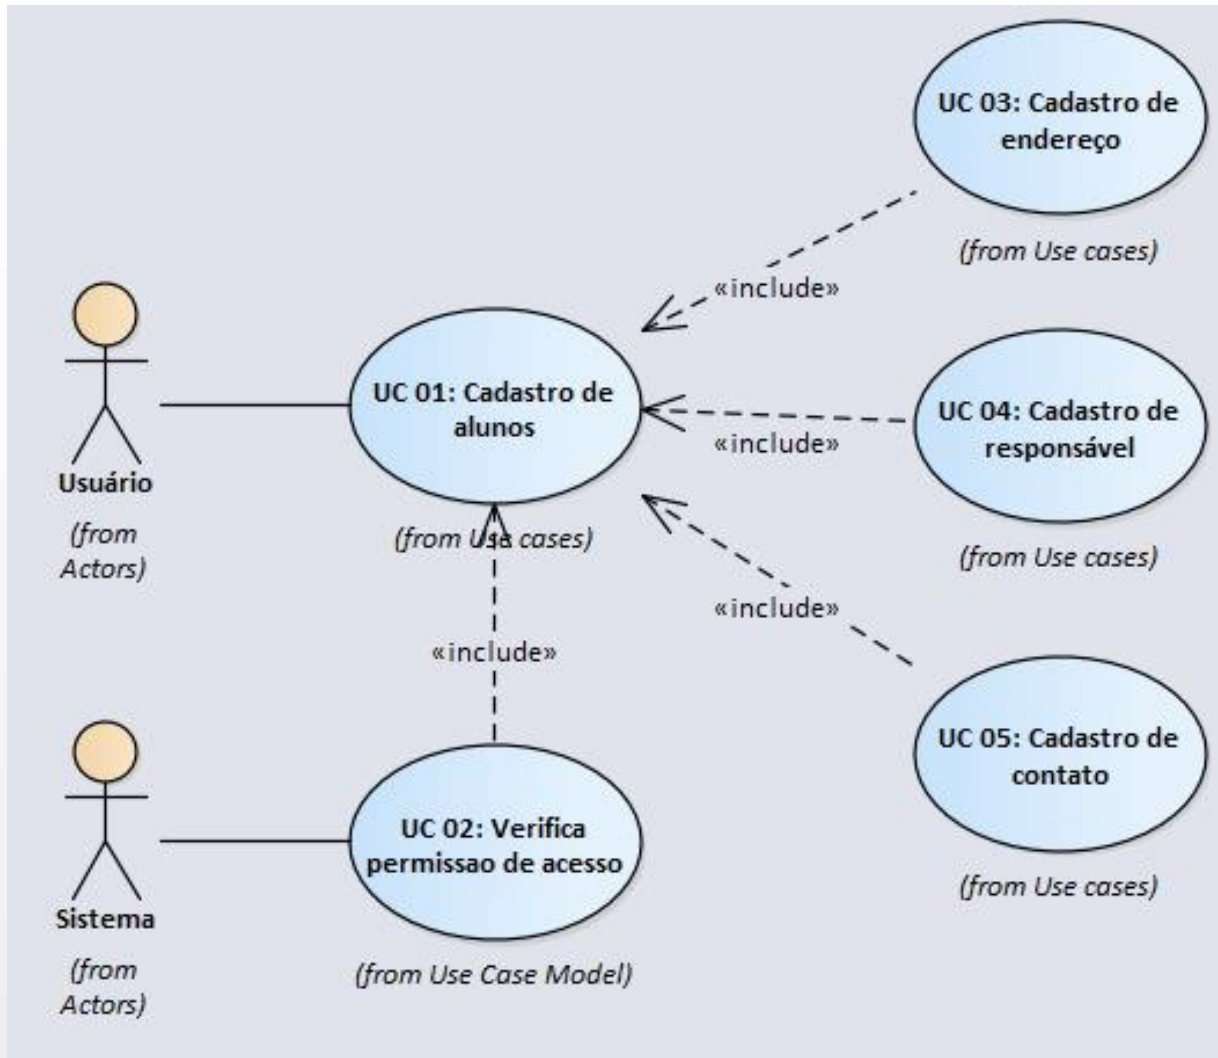 UC 03: Cadastro de
endereço
(from Use cases)
«include»
Usuário
(from
Actors)
UC 01: Cadastro de
alunos
(from Use cases)
«include»
UC 04: Cadastro de
responsável
(from Use cases)
«include»
«include»
UC 05: Cadastro de
contato
(from Use cases)
Sistema
(from
Actors)
UC 02: Verifica
permissao de acesso
(from Use Case Model)